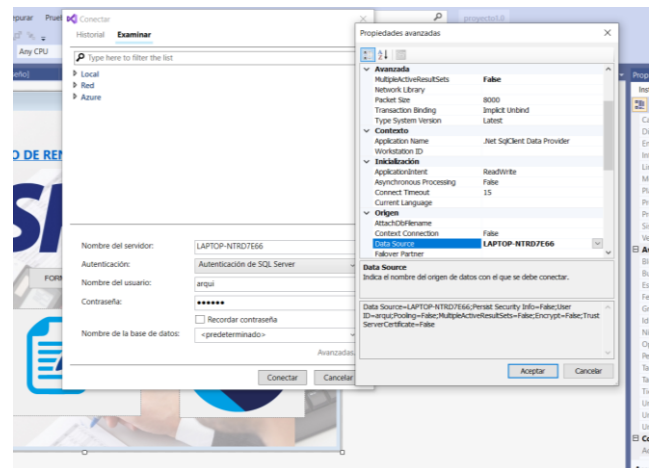 epurar
Prue
proyecto1.0
Any CPU
Conectar
Historial Examinar
Type here to filter the list
Local
Red
Azure
O DE REN
FORM
Nombre del servidor: LAPTOP-NTRD7E66
Autenticación: Autenticación de SQL Server
Nombre del usuario: arqui
Contraseña: ••••••
Recordar contraseña
Nombre de la base de datos: <predeterminado>
Avanzadas
Conectar Cancelar
Propiedades avanzadas
Avanzada
MultipleActiveResultSets False
Network Library
Packet Size 8000
Transaction Binding Implicit Unbind
Type System Version Latest
Contexto
Application Name .Net SqlClient Data Provider
Workstation ID
Inicialización
ApplicationIntent ReadWrite
Asynchronous Processing False
Connect Timeout 15
Current Language
Origen
AttachDbFilename
Context Connection False
Data Source LAPTOP-NTRD7E66
Failover Partner
Data Source
Indica el nombre del origen de datos con el que se debe conectar.
Data Source=LAPTOP-NTRD7E66;Persist Security Info=False;User
ID=arqui;Pooling=False;MultipleActiveResultSets=False;Encrypt=False;Trust
ServerCertificate=False
Aceptar Cancelar
Prop